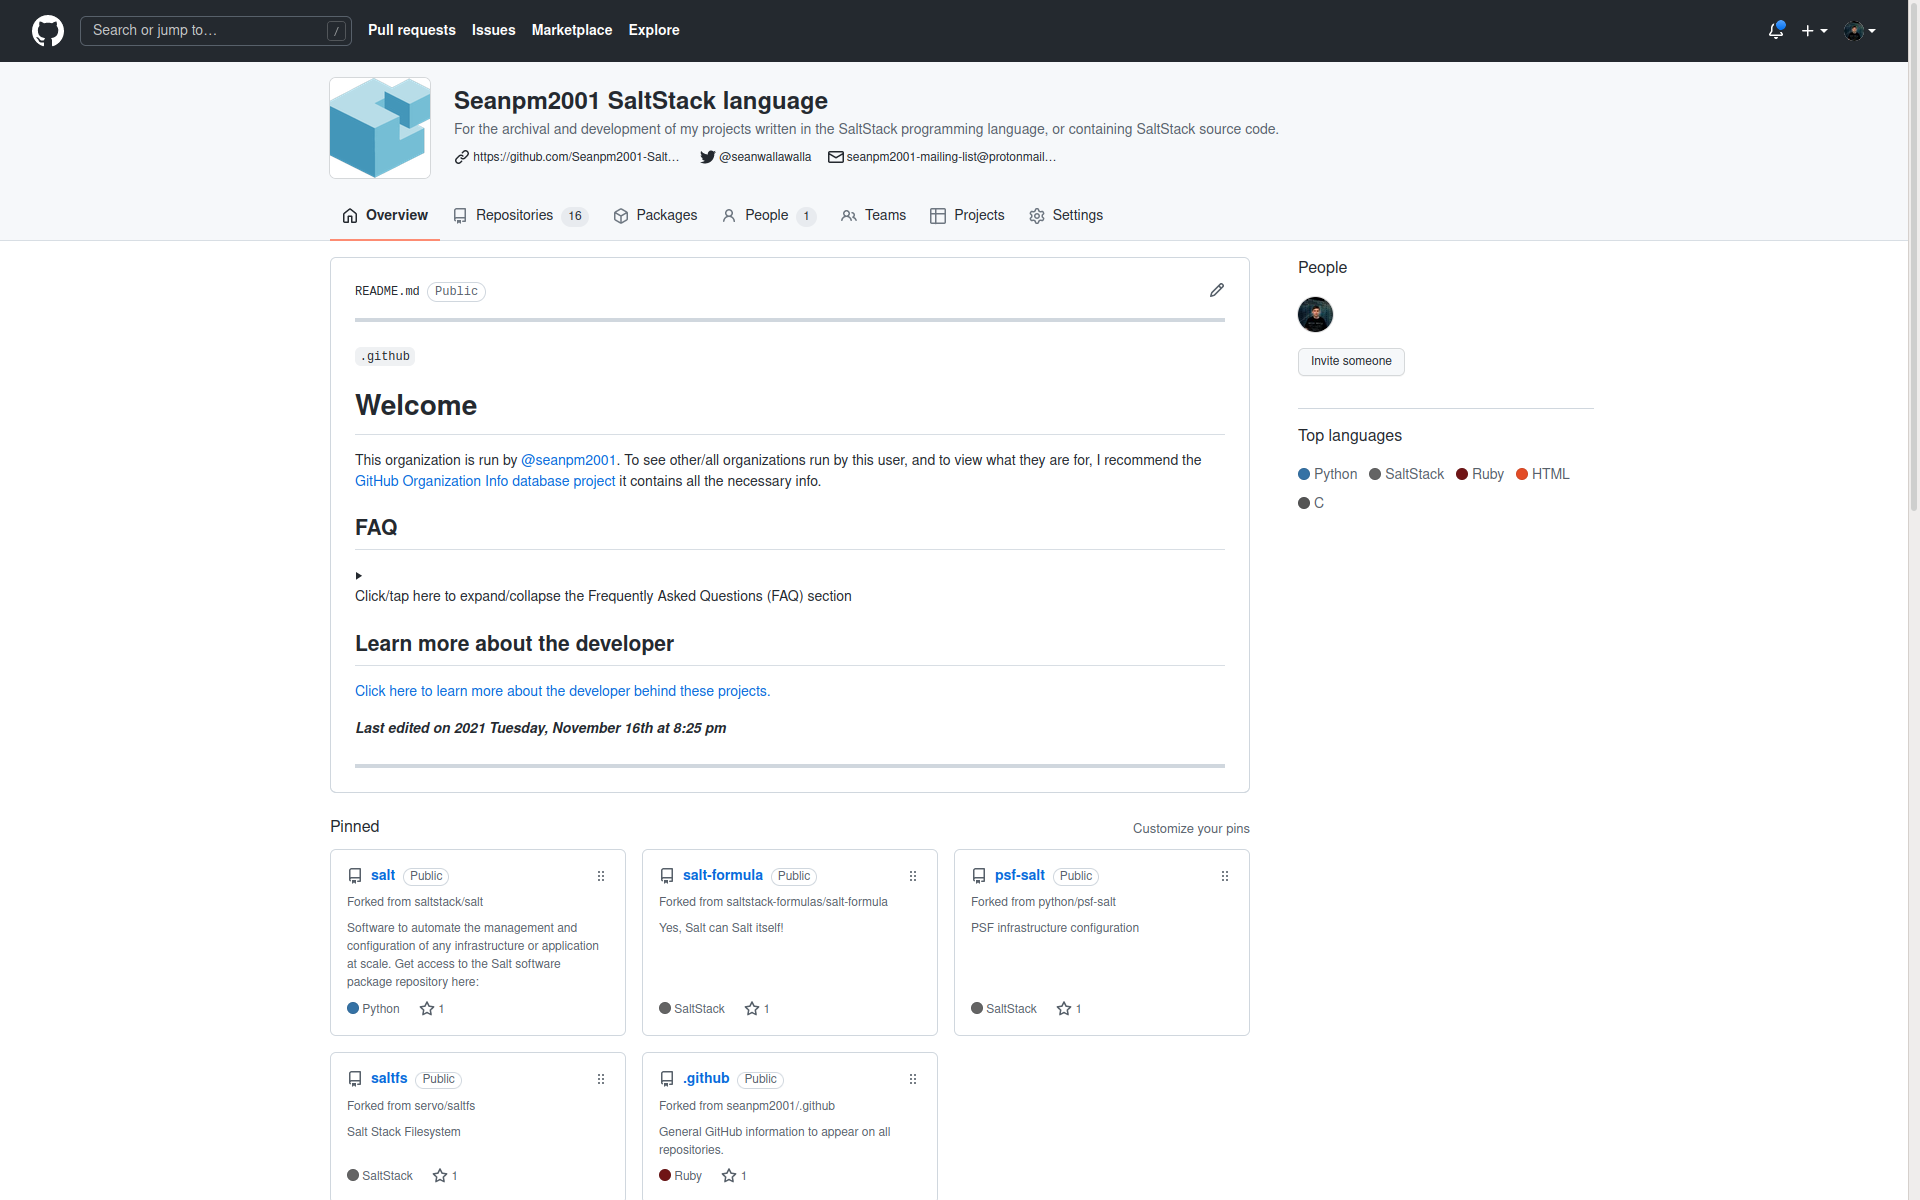 Search or jump to… /
Pull requests Issues Marketplace Explore
Seanpm2001 SaltStack language
For the archival and development of my projects written in the SaltStack programming language, or containing SaltStack source code.
https://github.com/Seanpm2001-Salt… @seanwallawalla seanpm2001-mailing-list@protonmail…
Overview Repositories 16 Packages People 1 Teams Projects Settings
README.md Public
.github
Welcome
This organization is run by @seanpm2001. To see other/all organizations run by this user, and to view what they are for, I recommend the
GitHub Organization Info database project it contains all the necessary info.
FAQ
Click/tap here to expand/collapse the Frequently Asked Questions (FAQ) section
Learn more about the developer
Click here to learn more about the developer behind these projects.
Last edited on 2021 Tuesday, November 16th at 8:25 pm
People
Invite someone
Top languages
Python SaltStack Ruby HTML
C
Pinned
Customize your pins
salt Public
Forked from saltstack/salt
Software to automate the management and
configuration of any infrastructure or application
at scale. Get access to the Salt software
package repository here:
Python 1
salt-formula Public
Forked from saltstack-formulas/salt-formula
Yes, Salt can Salt itself!
SaltStack 1
psf-salt Public
Forked from python/psf-salt
PSF infrastructure configuration
SaltStack 1
saltfs Public
Forked from servo/saltfs
Salt Stack Filesystem
SaltStack 1
.github Public
Forked from seanpm2001/.github
General GitHub information to appear on all
repositories.
Ruby 1